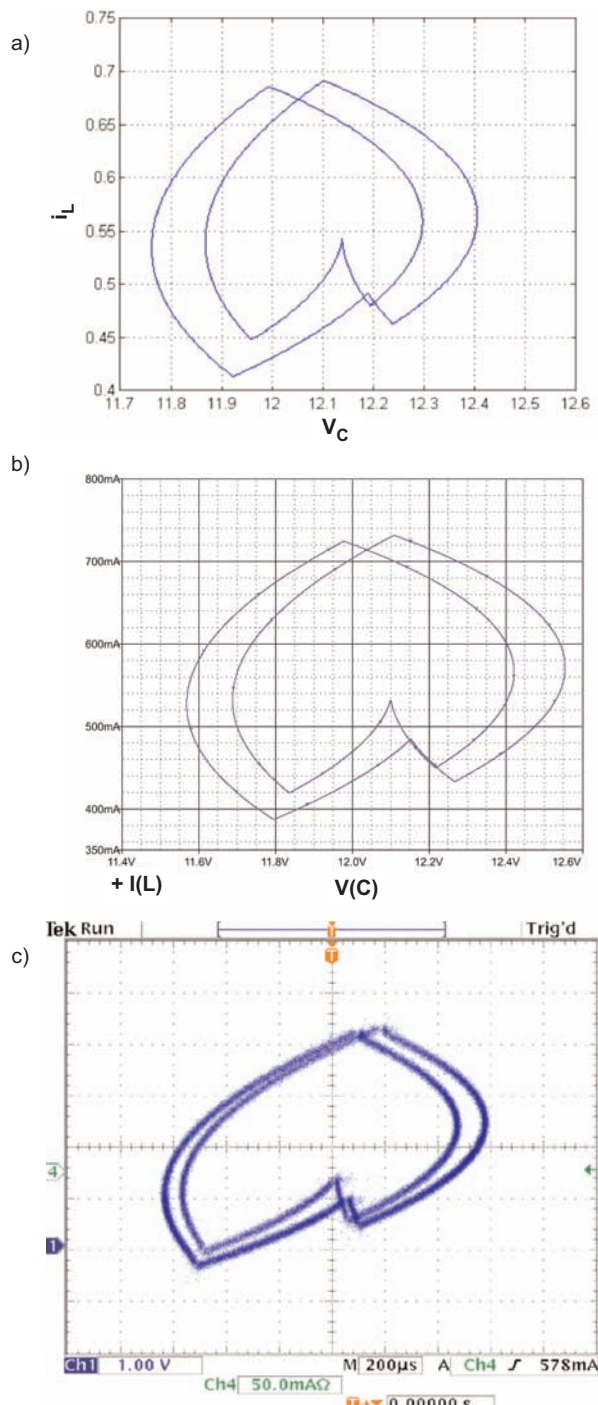 a)
0.75
0.7
0.65
0.6
0.55
0.5
0.45
0.4
i_L
11.7 11.8 11.9 12 12.1 12.2 12.3 12.4 12.5 12.6
V_C
b)
800mA
700mA
600mA
500mA
400mA
350mA
11.4V 11.6V 11.8V 12.0V 12.2V 12.4V 12.6V
+ I(L) V(C)
Tek Run T Trig'd
T
c)
4
1
Ch1 1.00 V M 200µs A Ch4 ʃ 578mA
Ch4 50.0mAΩ
T→▼ 0.00000 s